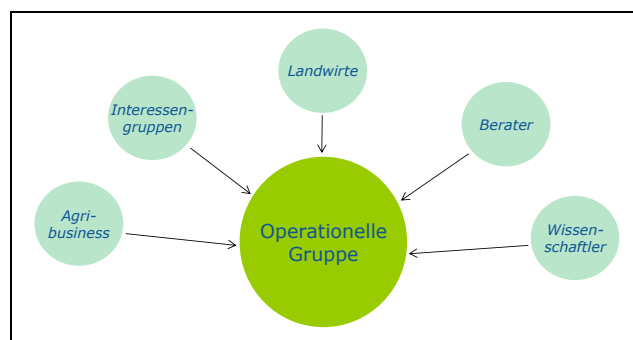 Landwirte
Interessen-
gruppen
Berater
Agri-
business
Operationelle
Gruppe
Wissen-
schaftler